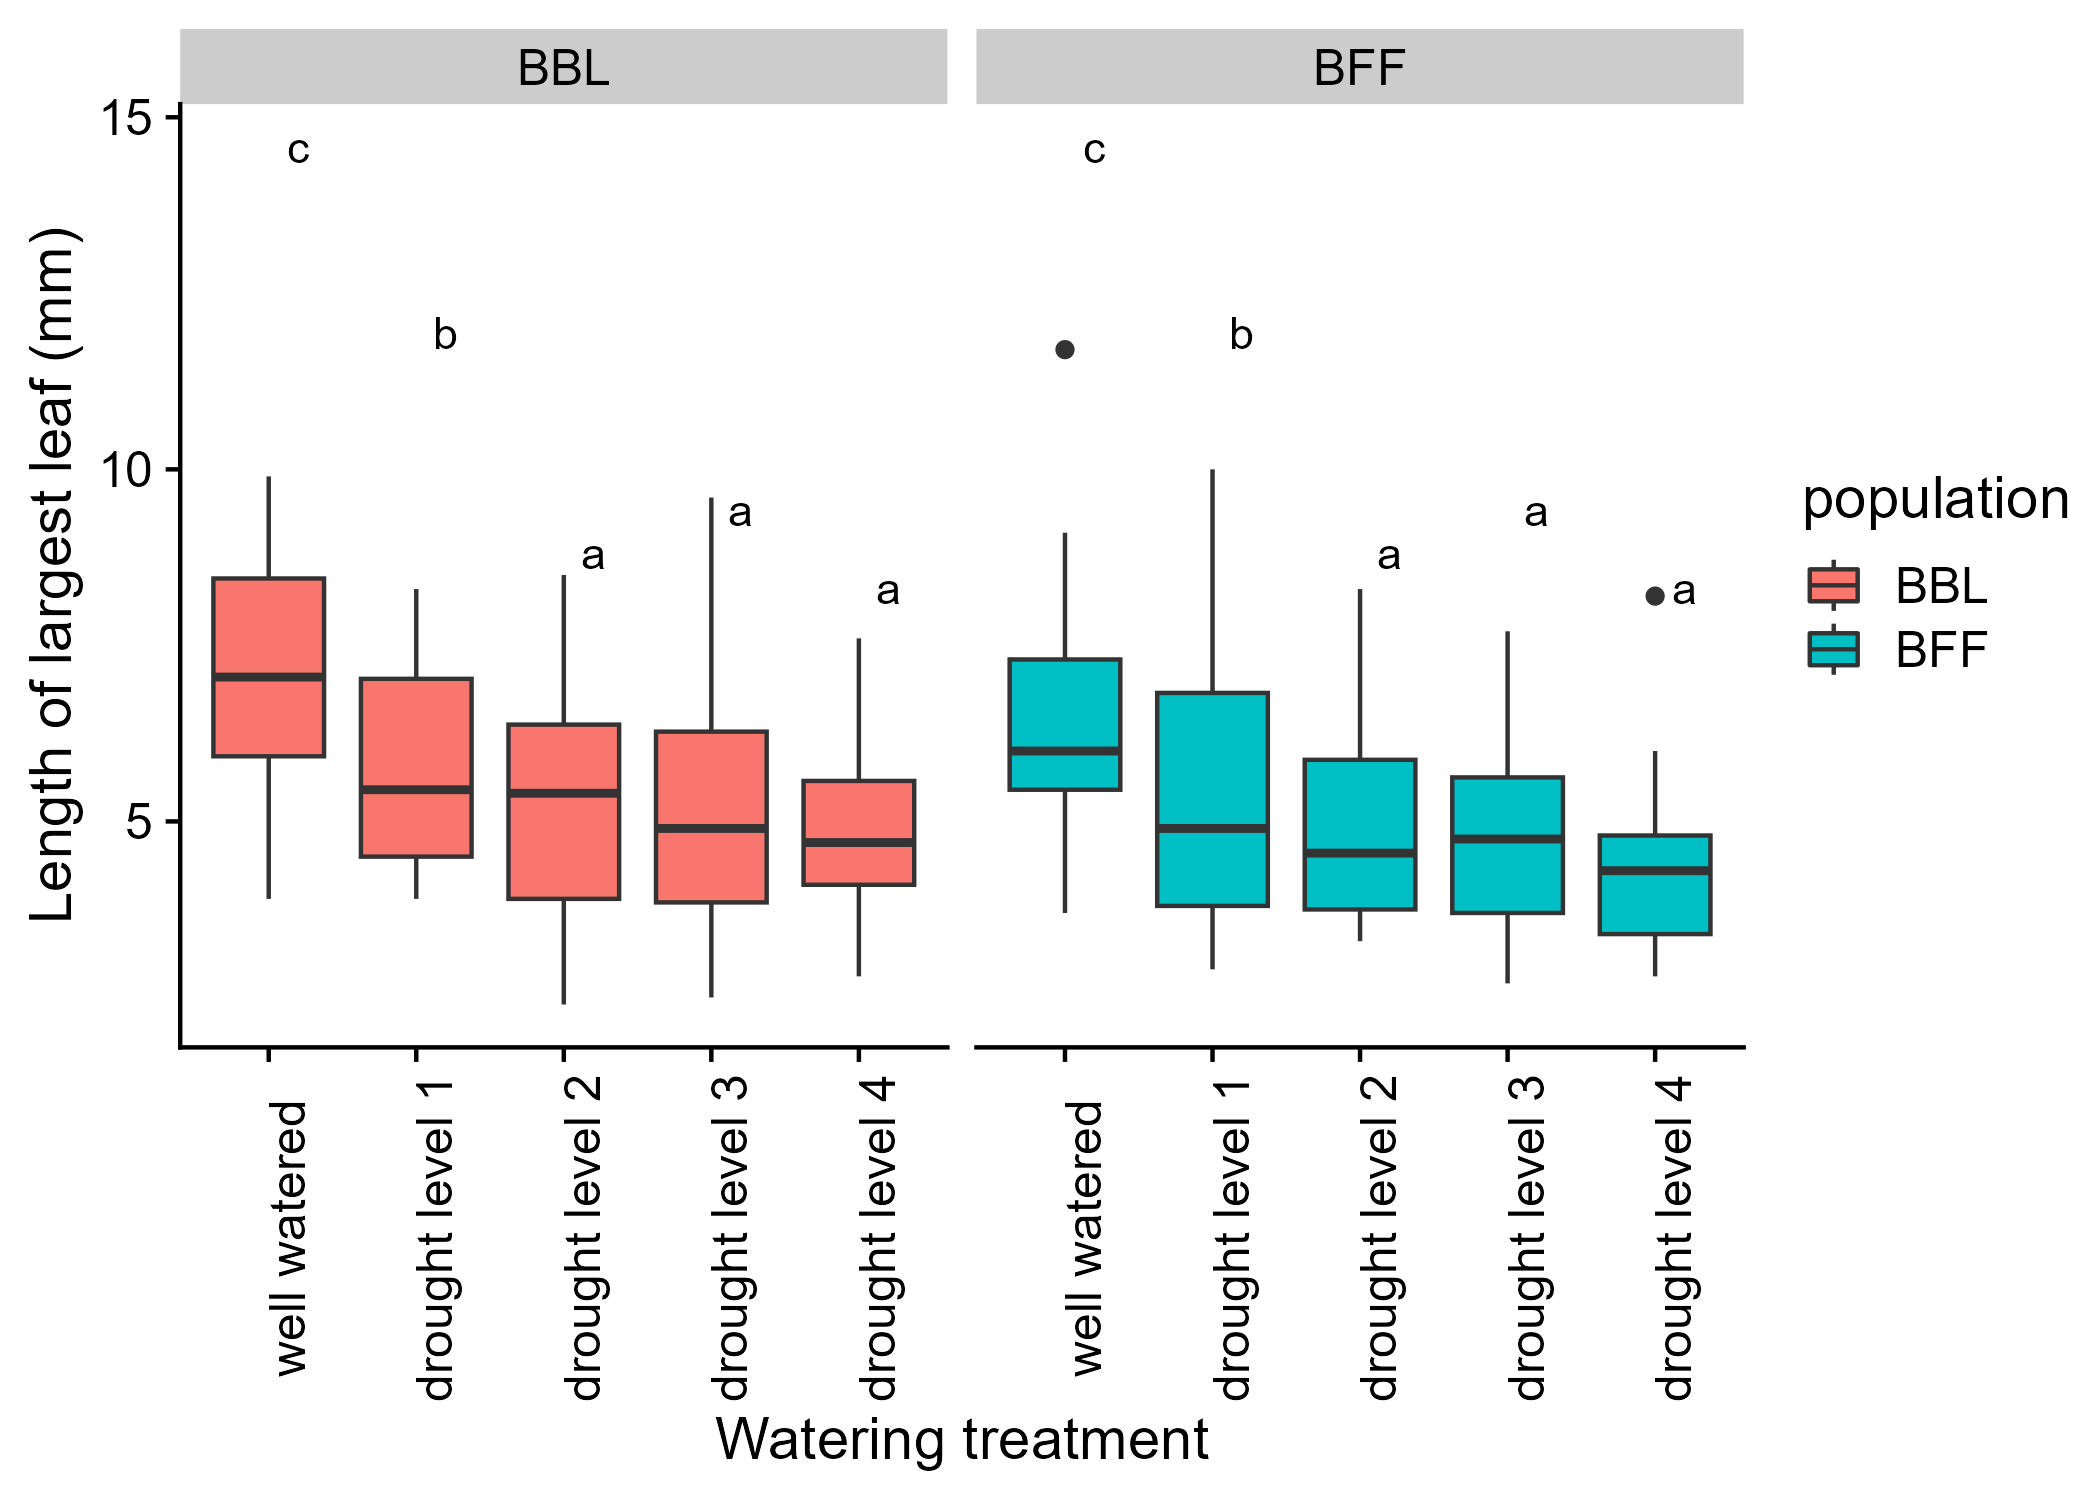 BBL BFF
15
c c
b b
10
a a
a a
a a
5
Length of largest leaf (mm)
population
BBL
BFF
well watered
drought level 1
drought level 2
drought level 3
drought level 4
well watered
drought level 1
drought level 2
drought level 3
drought level 4
Watering treatment